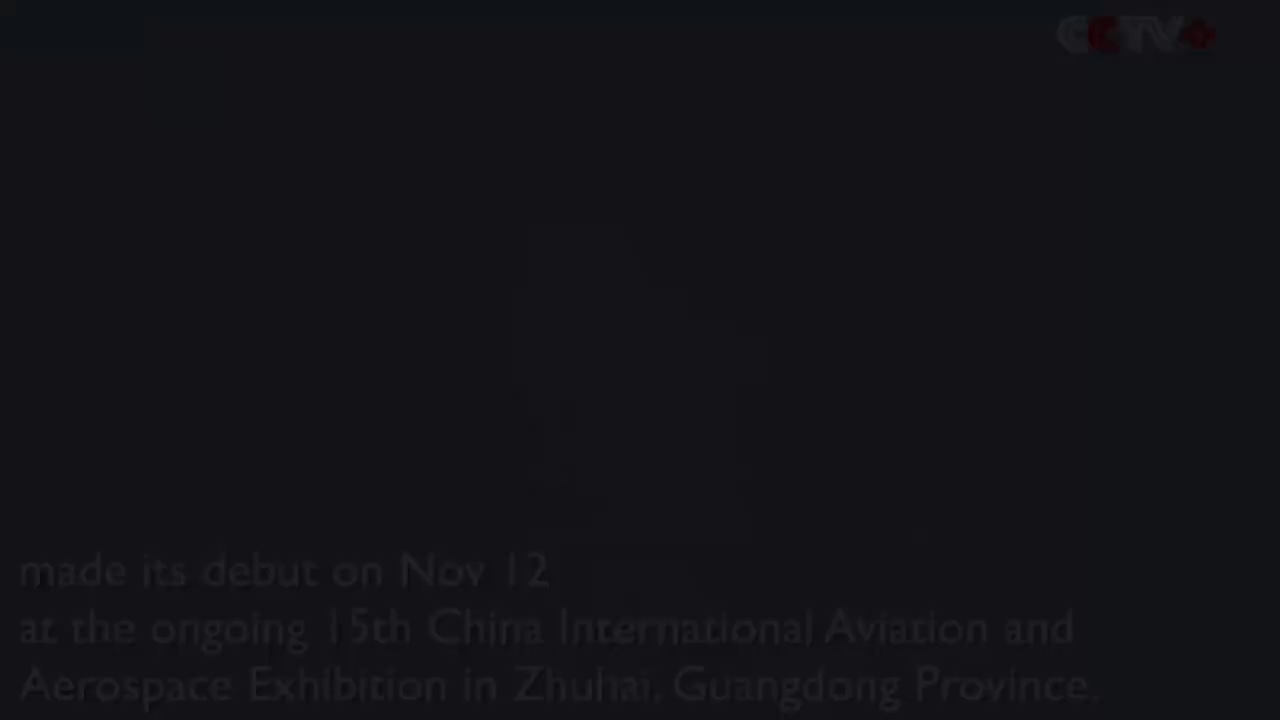 CCTV+
made its debut on Nov 12
at the ongoing 15th China International Aviation and
Aerospace Exhibition in Zhuhai, Guangdong Province.